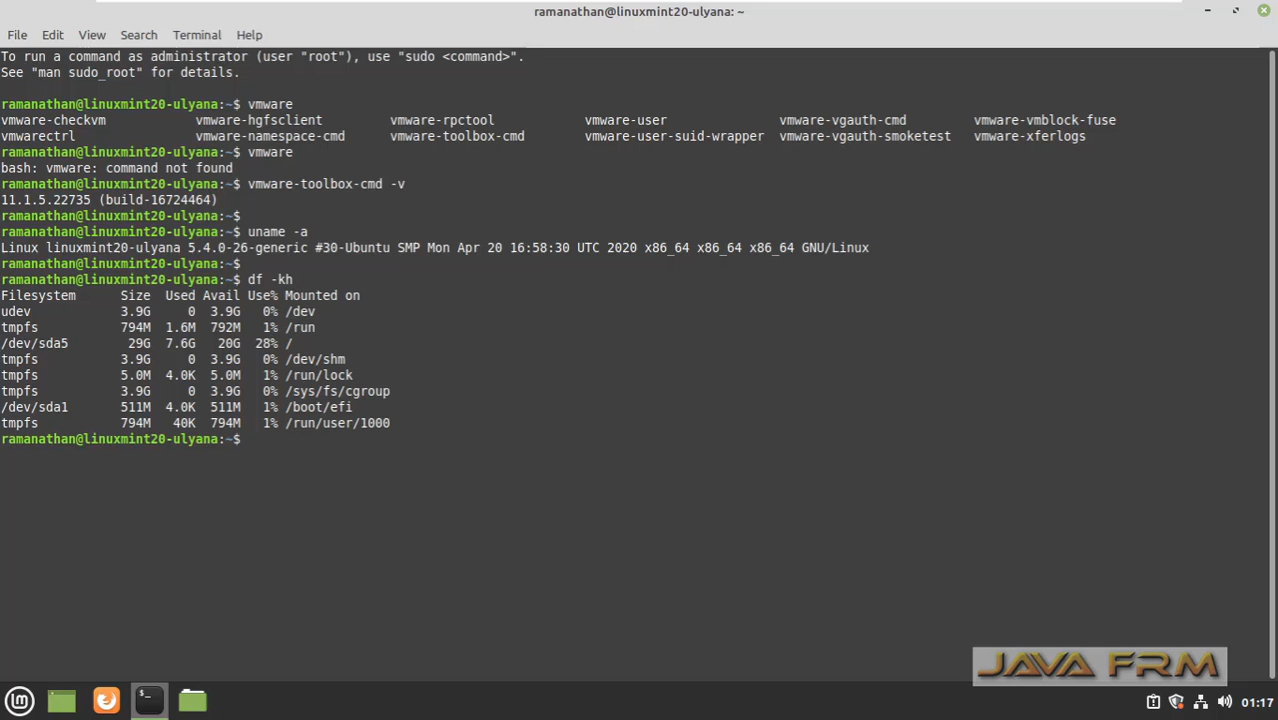 ramanathan@linuxmint20-ulyana: ~
File Edit View Search Terminal Help
To run a command as administrator (user "root"), use "sudo <command>".
See "man sudo_root" for details.
ramanathan@linuxmint20-ulyana:~$ vmware
vmware-checkvm vmware-hgfsclient vmware-rpctool vmware-user vmware-vgauth-cmd vmware-vmblock-fuse
vmwarectrl vmware-namespace-cmd vmware-toolbox-cmd vmware-user-suid-wrapper vmware-vgauth-smoketest vmware-xferlogs
ramanathan@linuxmint20-ulyana:~$ vmware
bash: vmware: command not found
ramanathan@linuxmint20-ulyana:~$ vmware-toolbox-cmd -v
11.1.5.22735 (build-16724464)
ramanathan@linuxmint20-ulyana:~$
ramanathan@linuxmint20-ulyana:~$ uname -a
Linux linuxmint20-ulyana 5.4.0-26-generic #30-Ubuntu SMP Mon Apr 20 16:58:30 UTC 2020 x86_64 x86_64 x86_64 GNU/Linux
ramanathan@linuxmint20-ulyana:~$
ramanathan@linuxmint20-ulyana:~$ df -kh
Filesystem Size Used Avail Use% Mounted on
udev 3.9G 0 3.9G 0% /dev
tmpfs 794M 1.6M 792M 1% /run
/dev/sda5 29G 7.6G 20G 28% /
tmpfs 3.9G 0 3.9G 0% /dev/shm
tmpfs 5.0M 4.0K 5.0M 1% /run/lock
tmpfs 3.9G 0 3.9G 0% /sys/fs/cgroup
/dev/sda1 511M 4.0K 511M 1% /boot/efi
tmpfs 794M 40K 794M 1% /run/user/1000
ramanathan@linuxmint20-ulyana:~$
JAVA FRM
01:17